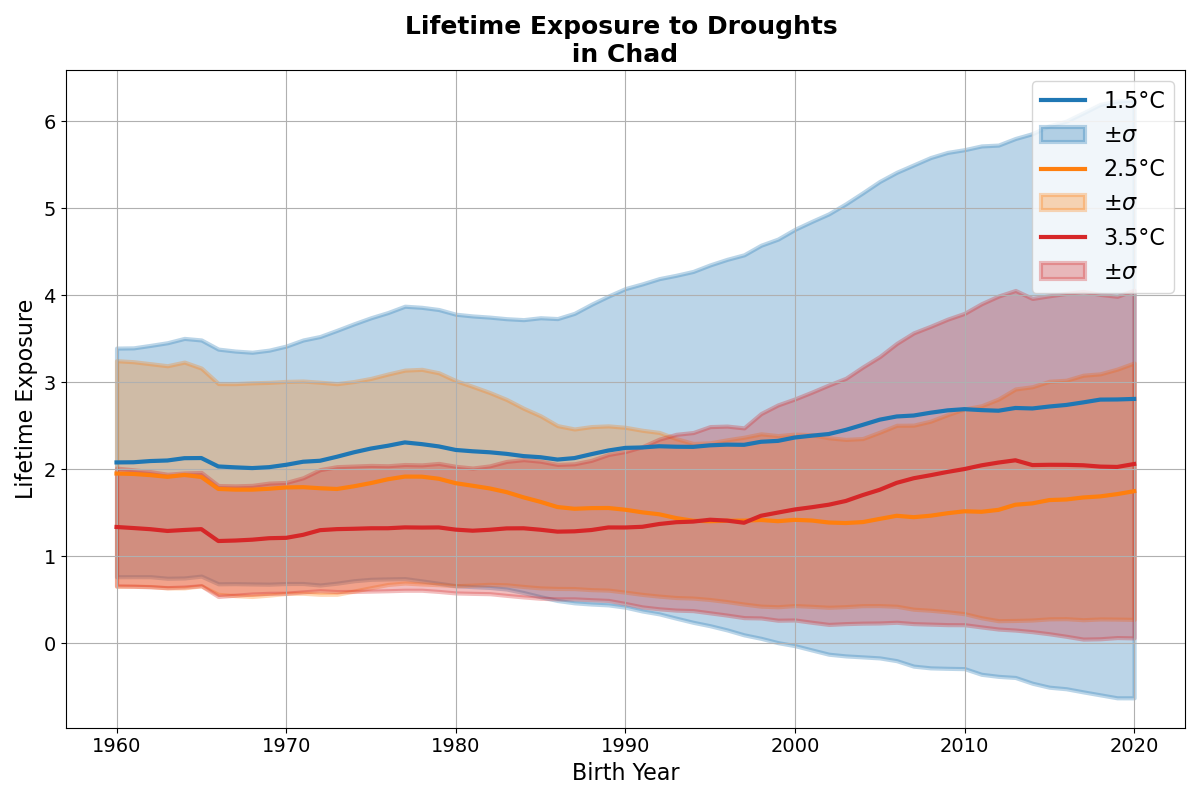 Lifetime Exposure to Droughts
in Chad
1.5°C
±σ
2.5°C
±σ
3.5°C
±σ
Lifetime Exposure
6
5
4
3
2
1
0
1960
1970
1980
1990
2000
2010
2020
Birth Year